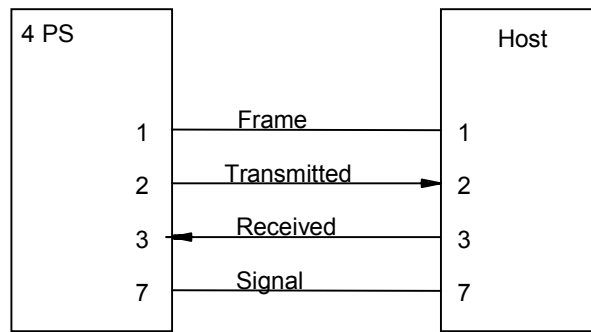 4 PS
Host
1 Frame 1
2 Transmitted 2
3 Received 3
7 Signal 7